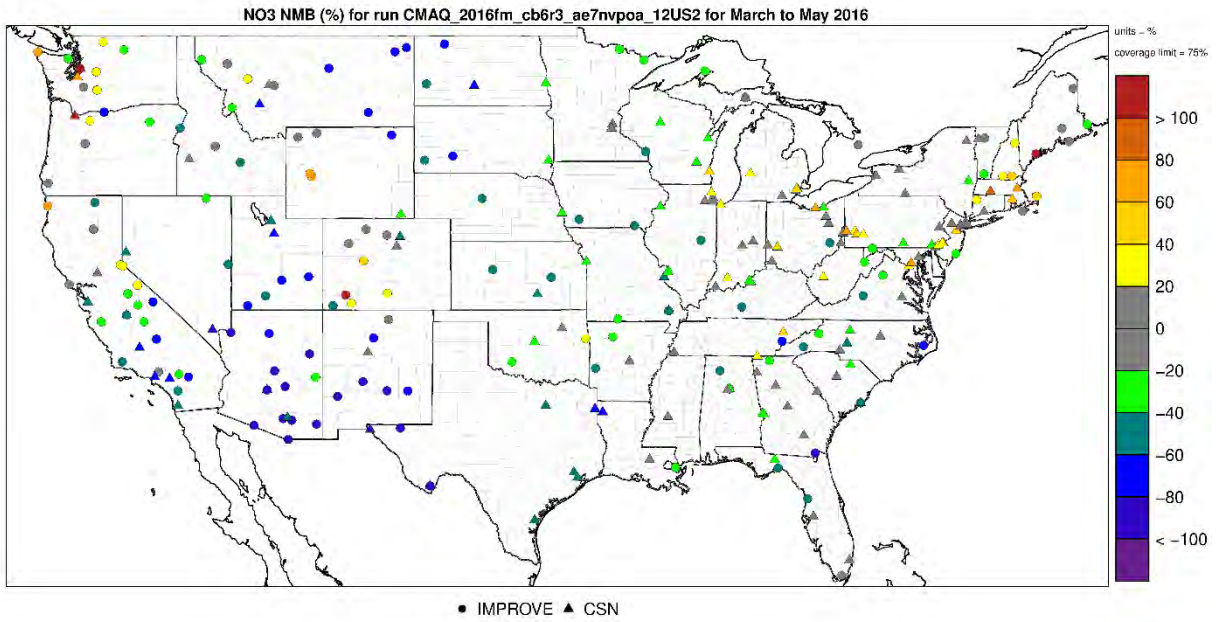 NO3 NMB (%) for run CMAQ_2016fm_cb6r3_ae7nvpoa_12US2 for March to May 2016
units = %
coverage limit = 75%
> 100
80
60
40
20
0
−20
−40
−60
−80
< −100
● IMPROVE ▲ CSN